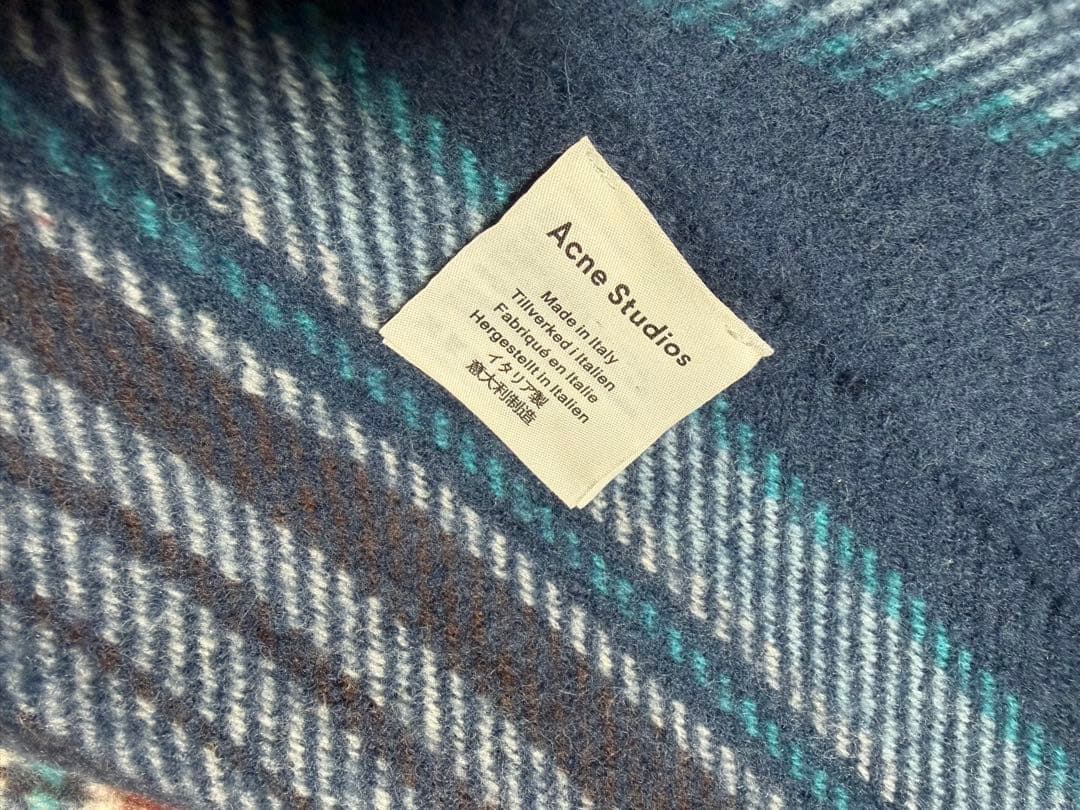 Acne Studios
Made in Italy
Tillverked i Italien
Fabriqué en Italie
Hergestellt in Italien
イタリア製
意大利制造